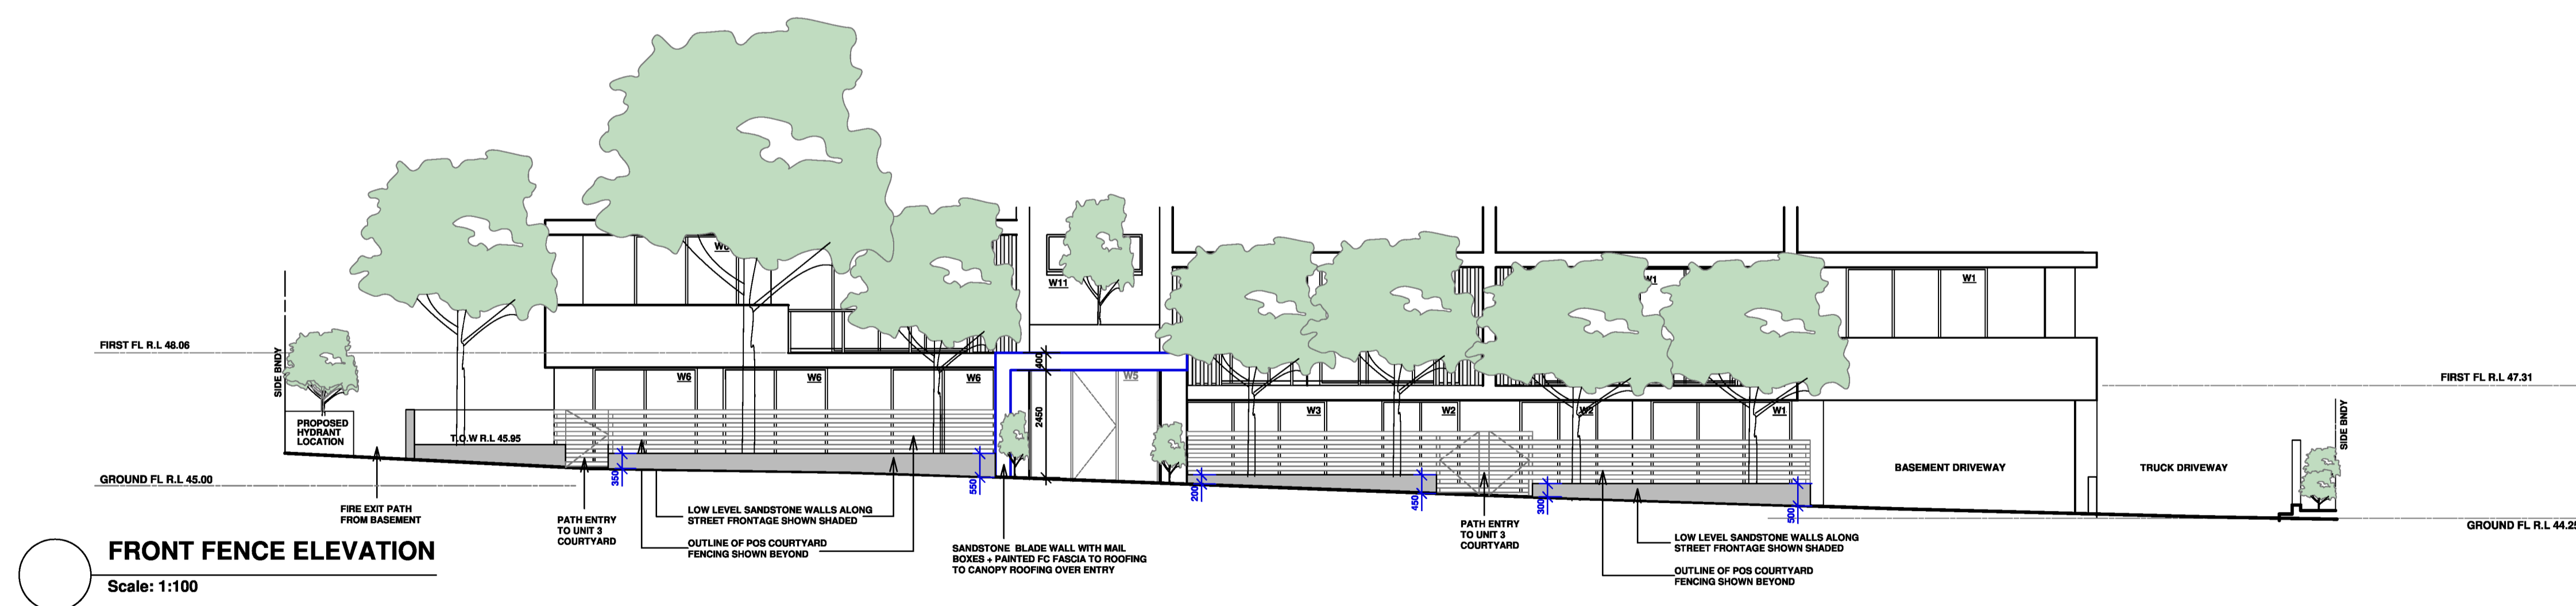 W6
W11
W1
W1
FIRST FL R.L 48.06
SIDE BNDY
FIRST FL R.L 47.31
400
W6
W6
W6
W5
W3
W2
W2
W1
2450
SIDE BNDY
PROPOSED
HYDRANT
LOCATION
T.O.W R.L 45.95
BASEMENT DRIVEWAY
TRUCK DRIVEWAY
GROUND FL R.L 45.00
350
550
200
450
300
500
FIRE EXIT PATH
FROM BASEMENT
PATH ENTRY
TO UNIT 3
COURTYARD
LOW LEVEL SANDSTONE WALLS ALONG
STREET FRONTAGE SHOWN SHADED
OUTLINE OF POS COURTYARD
FENCING SHOWN BEYOND
SANDSTONE BLADE WALL WITH MAIL
BOXES + PAINTED FC FASCIA TO ROOFING
TO CANOPY ROOFING OVER ENTRY
PATH ENTRY
TO UNIT 3
COURTYARD
LOW LEVEL SANDSTONE WALLS ALONG
STREET FRONTAGE SHOWN SHADED
OUTLINE OF POS COURTYARD
FENCING SHOWN BEYOND
GROUND FL R.L 44.25
FRONT FENCE ELEVATION
Scale: 1:100